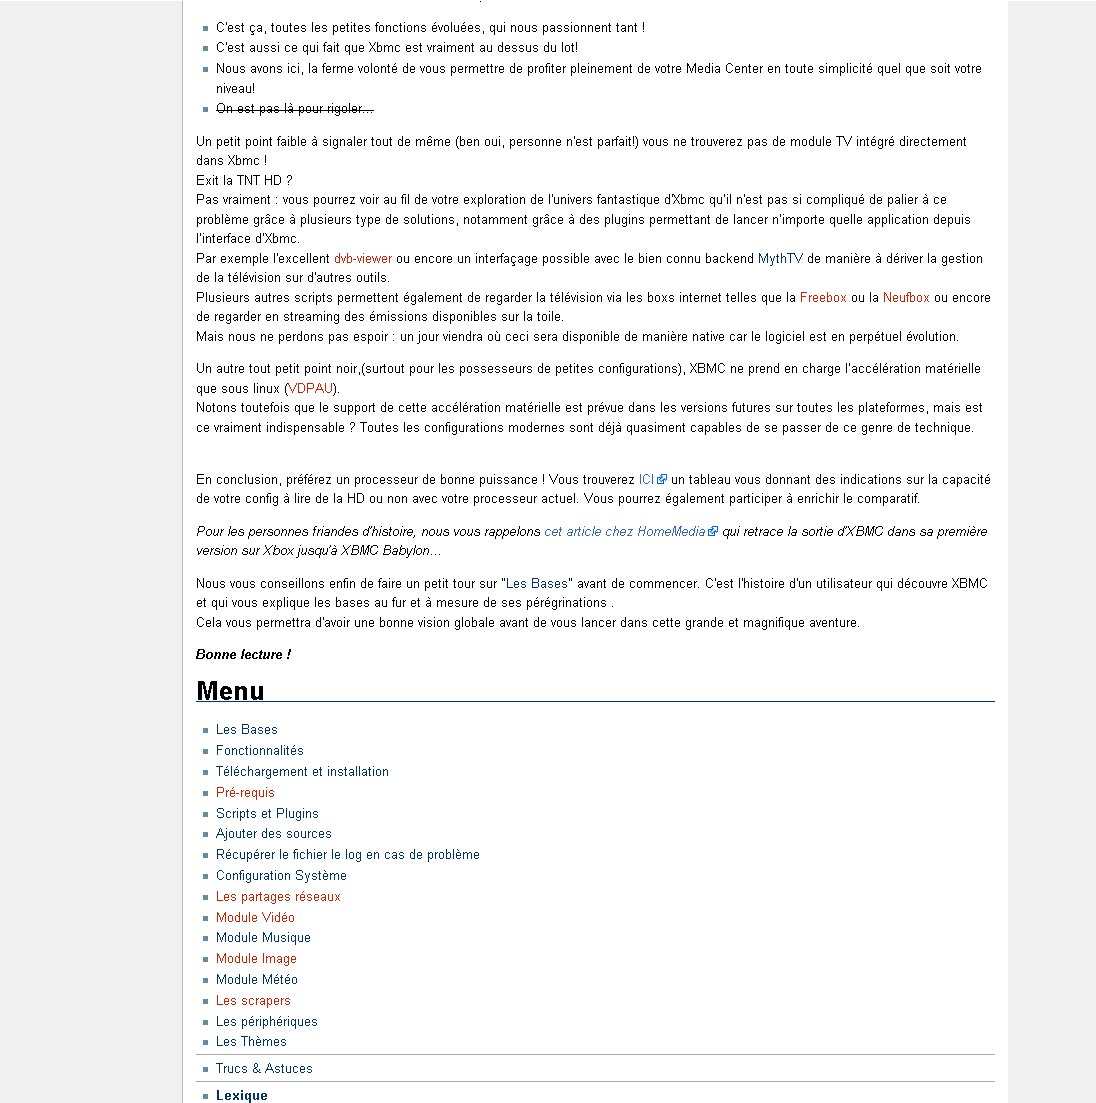 C'est ça, toutes les petites fonctions évoluées, qui nous passionnent tant !
C'est aussi ce qui fait que Xbmc est vraiment au dessus du lot!
Nous avons ici, la ferme volonté de vous permettre de profiter pleinement de votre Media Center en toute simplicité quel que soit votre
niveau!
On est pas là pour rigoler...
Un petit point faible à signaler tout de même (ben oui, personne n'est parfait!) vous ne trouverez pas de module TV intégré directement
dans Xbmc !
Exit la TNT HD ?
Pas vraiment : vous pourrez voir au fil de votre exploration de l'univers fantastique d'Xbmc qu'il n'est pas si compliqué de palier à ce
problème grâce à plusieurs type de solutions, notamment grâce à des plugins permettant de lancer n'importe quelle application depuis
l'interface d'Xbmc.
Par exemple l'excellent dvb-viewer ou encore un interfaçage possible avec le bien connu backend MythTV de manière à dériver la gestion
de la télévision sur d'autres outils.
Plusieurs autres scripts permettent également de regarder la télévision via les boxs internet telles que la Freebox ou la Neufbox ou encore
de regarder en streaming des émissions disponibles sur la toile.
Mais nous ne perdons pas espoir : un jour viendra où ceci sera disponible de manière native car le logiciel est en perpétuel évolution.
Un autre tout petit point noir,(surtout pour les possesseurs de petites configurations), XBMC ne prend en charge l'accélération matérielle
que sous linux (VDPAU).
Notons toutefois que le support de cette accélération matérielle est prévue dans les versions futures sur toutes les plateformes, mais est
ce vraiment indispensable ? Toutes les configurations modernes sont déjà quasiment capables de se passer de ce genre de technique.
En conclusion, préférez un processeur de bonne puissance ! Vous trouverez ICI un tableau vous donnant des indications sur la capacité
de votre config à lire de la HD ou non avec votre processeur actuel. Vous pourrez également participer à enrichir le comparatif.
Pour les personnes friandes d'histoire, nous vous rappelons cet article chez HomeMedia qui retrace la sortie d'XBMC dans sa première
version sur Xbox jusqu'à XBMC Babylon...
Nous vous conseillons enfin de faire un petit tour sur "Les Bases" avant de commencer. C'est l'histoire d'un utilisateur qui découvre XBMC
et qui vous explique les bases au fur et à mesure de ses pérégrinations .
Cela vous permettra d'avoir une bonne vision globale avant de vous lancer dans cette grande et magnifique aventure.
Bonne lecture !
Menu
Les Bases
Fonctionnalités
Téléchargement et installation
Pré-requis
Scripts et Plugins
Ajouter des sources
Récupérer le fichier le log en cas de problème
Configuration Système
Les partages réseaux
Module Vidéo
Module Musique
Module Image
Module Météo
Les scrapers
Les périphériques
Les Thèmes
Trucs & Astuces
Lexique